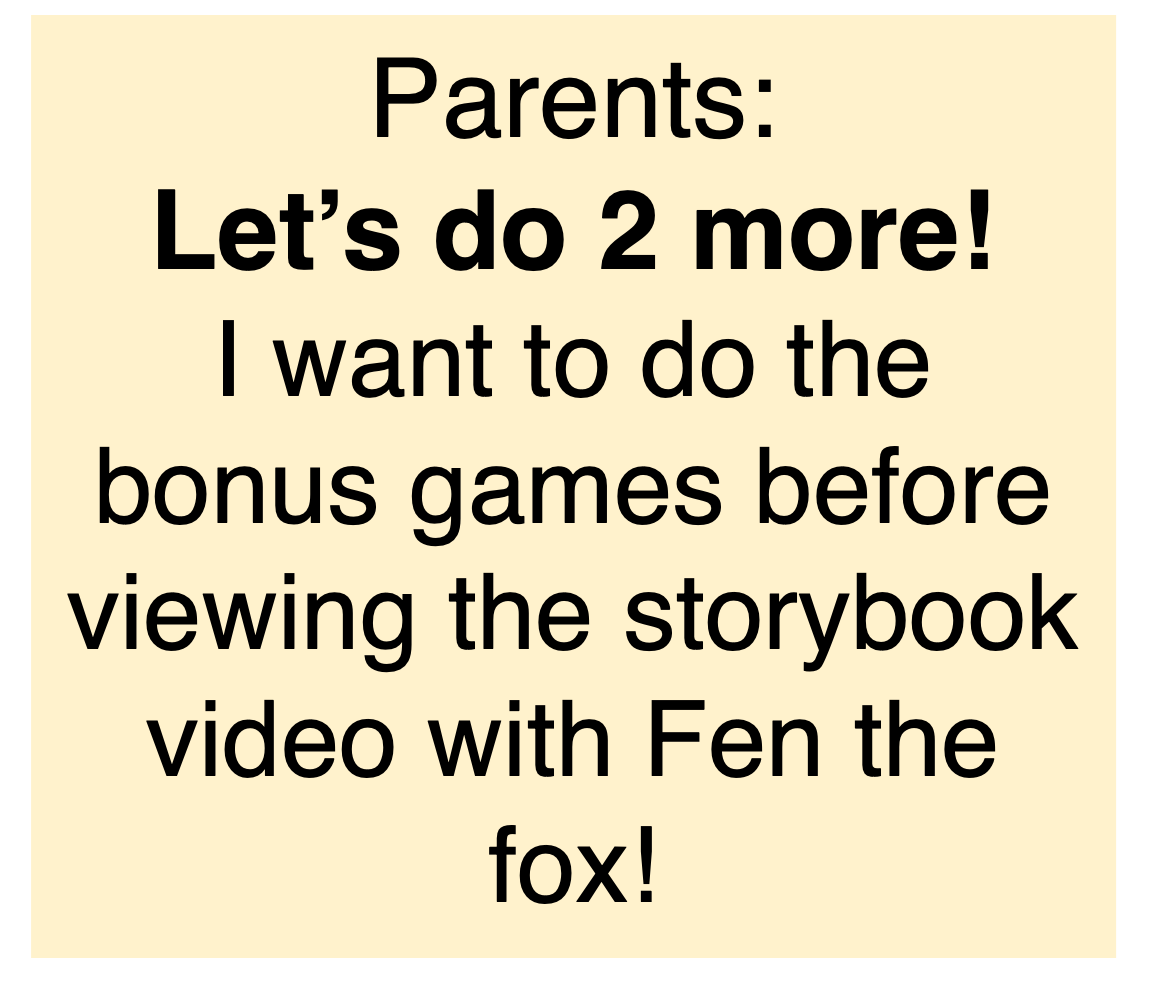 Parents:
Let’s do 2 more!
I want to do the
bonus games before
viewing the storybook
video with Fen the
fox!